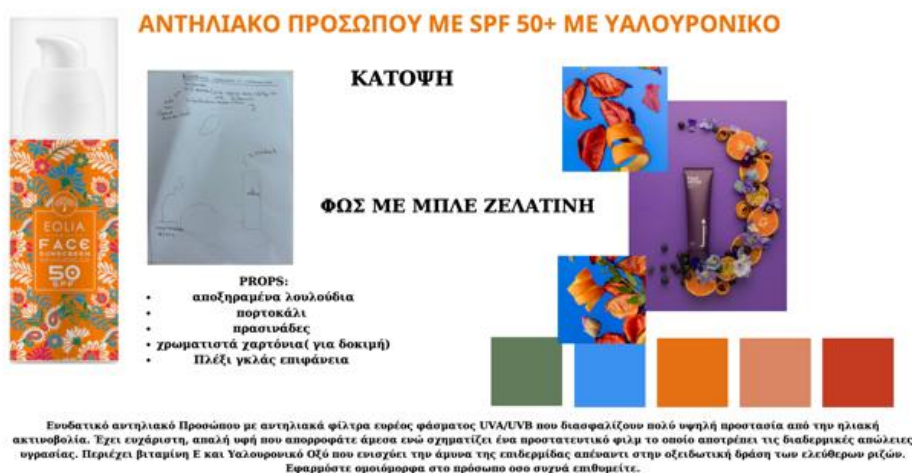 ΑΝΤΗΛΙΑΚΟ ΠΡΟΣΩΠΟΥ ΜΕ SPF 50+ ΜΕ ΥΑΛΟΥΡΟΝΙΚΟ
ΚΑΤΟΨΗ
ΦΩΣ ΜΕ ΜΠΛΕ ΖΕΛΑΤΙΝΗ
EOLIA
FACE
SUNSCREEN
50
SPF
PROPS:
• αποξηραμένα λουλούδια
• πορτοκάλι
• πρασινάδες
• χρωματιστά χαρτόνια( για δοκιμή)
• Πλέξι γκλάς επιφάνεια
Ενυδατικό αντηλιακό Προσώπου με αντηλιακά φίλτρα ευρέος φάσματος UVA/UVB που διασφαλίζουν πολύ υψηλή προστασία από την ηλιακή
ακτινοβολία. Έχει ευχάριστη, απαλή υφή που απορροφάτε άμεσα ενώ σχηματίζει ένα προστατευτικό φιλμ το οποίο αποτρέπει τις διαδερμικές απώλειες
υγρασίας. Περιέχει βιταμίνη Ε και Υαλουρονικό Οξύ που ενισχύει την άμυνα της επιδερμίδας απέναντι στην οξειδωτική δράση των ελεύθερων ριζών.
Εφαρμόστε ομοιόμορφα στο πρόσωπο οσο συχνά επιθυμείτε.